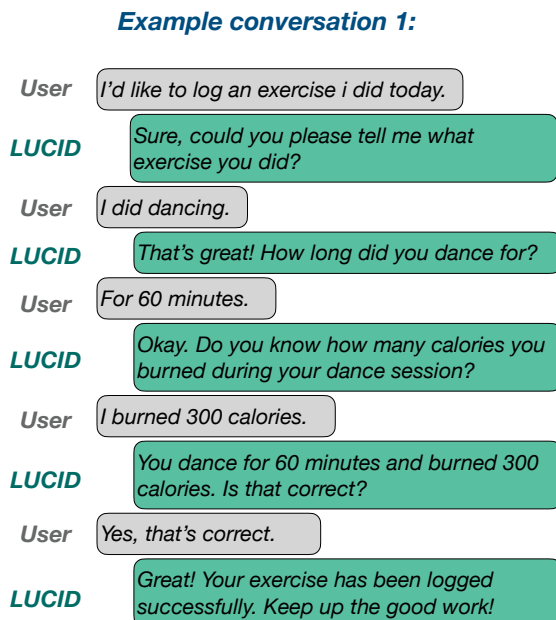 Example conversation 1:
User
I'd like to log an exercise i did today.
LUCID
Sure, could you please tell me what
exercise you did?
User
I did dancing.
LUCID
That's great! How long did you dance for?
User
For 60 minutes.
LUCID
Okay. Do you know how many calories you
burned during your dance session?
User
I burned 300 calories.
LUCID
You dance for 60 minutes and burned 300
calories. Is that correct?
User
Yes, that's correct.
LUCID
Great! Your exercise has been logged
successfully. Keep up the good work!